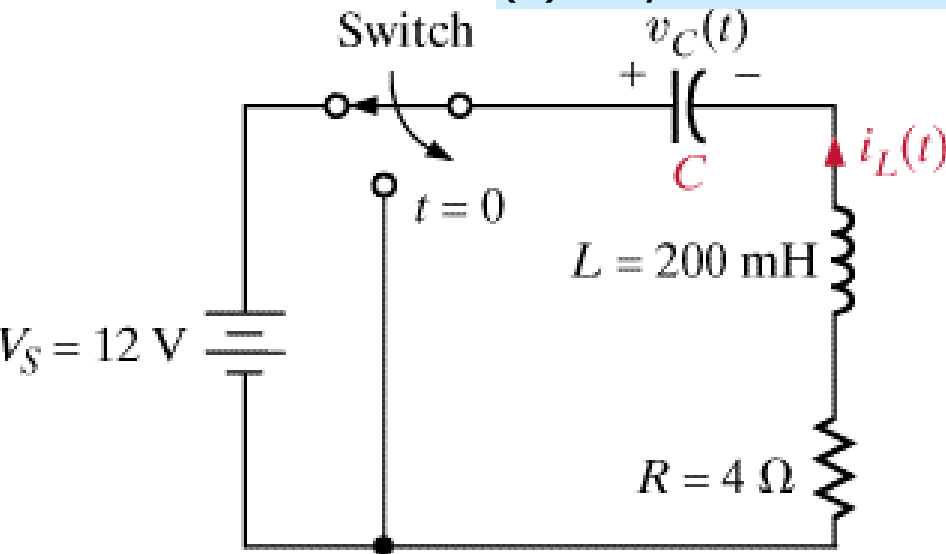 Switch
v_C(t)
+ −
C
i_L(t)
t = 0
L = 200 mH
V_S = 12 V
R = 4 Ω